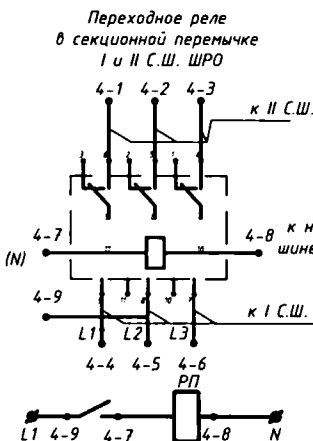 Переходное реле
в секционной перемычке
I и II С.Ш. ШРО
4-1 4-2 4-3
к II С.Ш.
4-7 4-8 к н
(N) шине
4-9
к I С.Ш.
L1 L2 L3
4-4 4-5 4-6
РП
L1 4-9 4-7 4-8 N